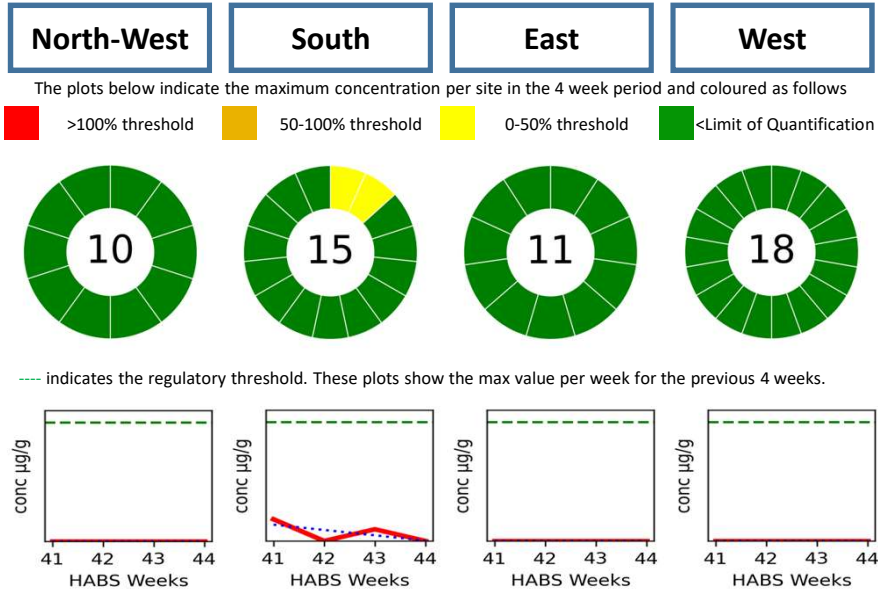 North-West South East West
The plots below indicate the maximum concentration per site in the 4 week period and coloured as follows
>100% threshold 50-100% threshold 0-50% threshold <Limit of Quantification
10 15 11 18
---- indicates the regulatory threshold. These plots show the max value per week for the previous 4 weeks.
conc µg/g conc µg/g conc µg/g conc µg/g
41 42 43 44 41 42 43 44 41 42 43 44 41 42 43 44
HABS Weeks HABS Weeks HABS Weeks HABS Weeks